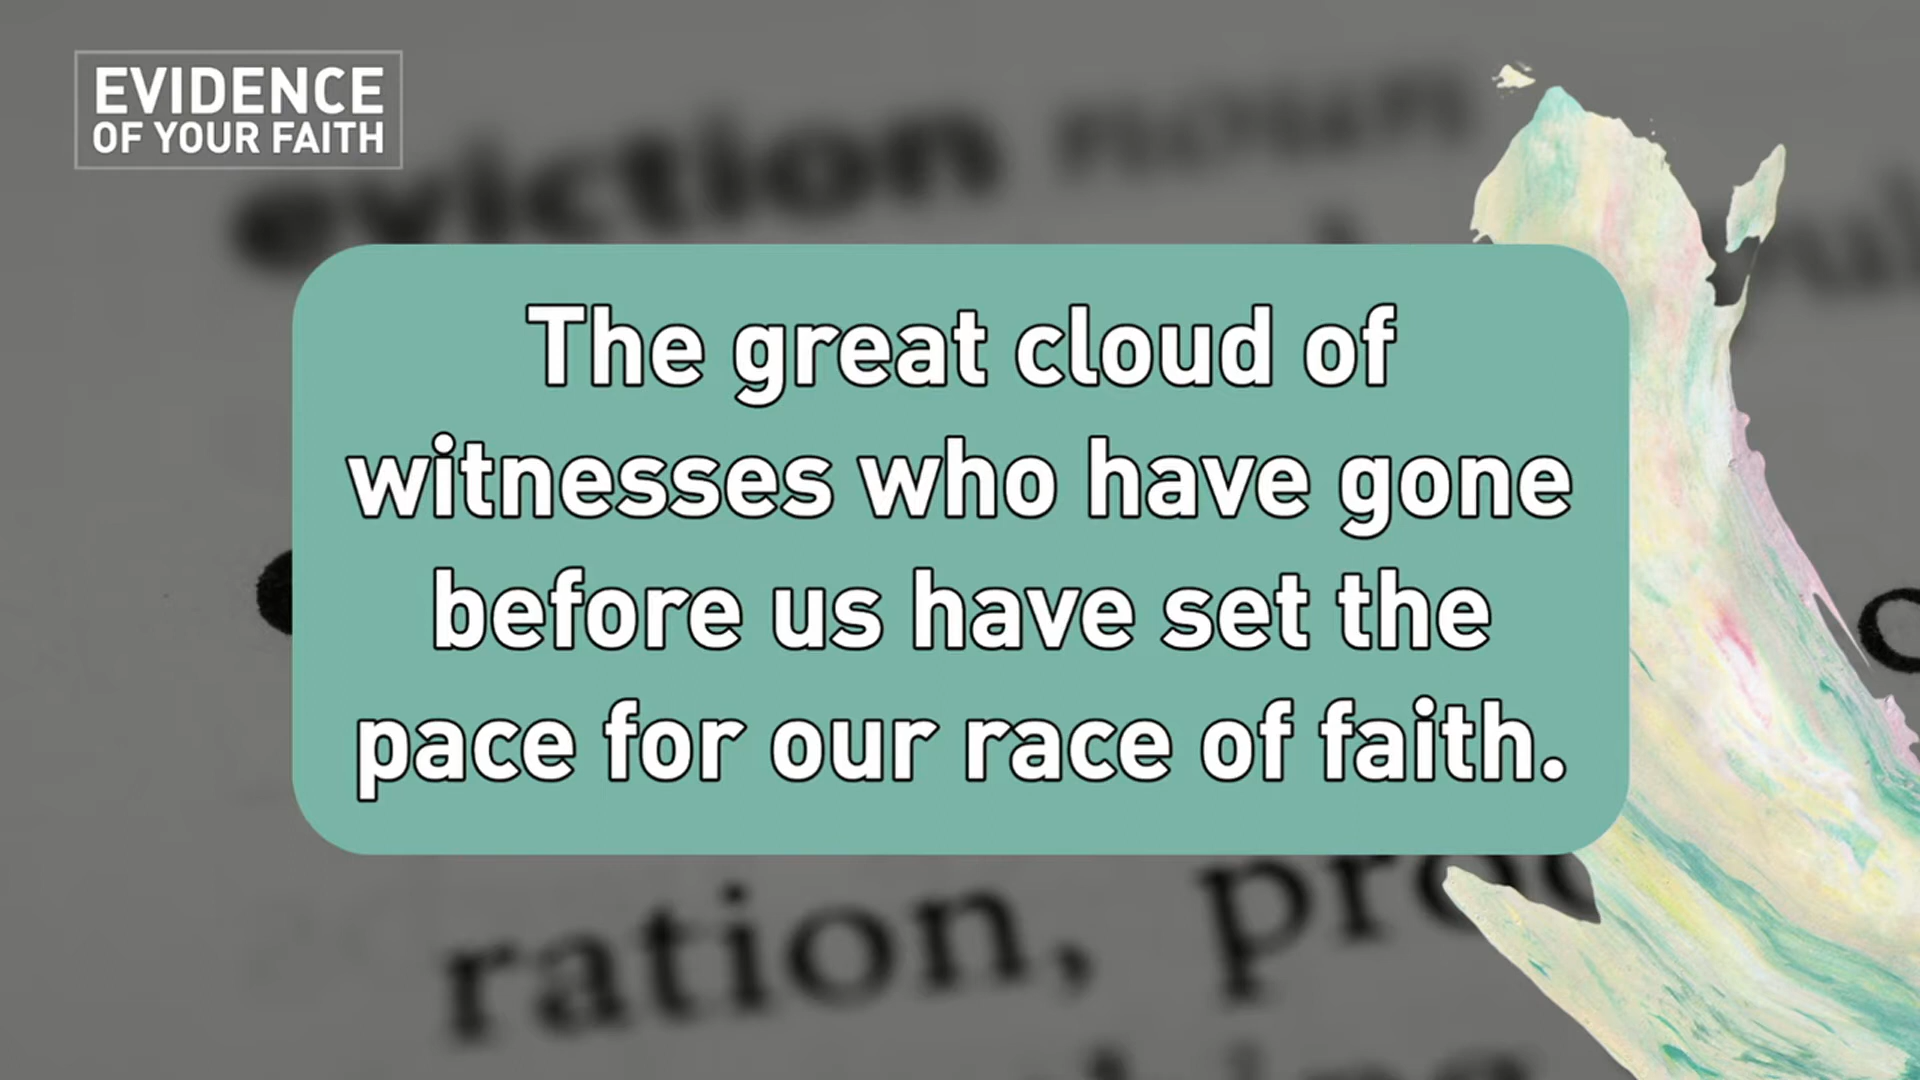 EVIDENCE
OF YOUR FAITH
eviction
The great cloud of
witnesses who have gone
before us have set the
pace for our race of faith.
ration,